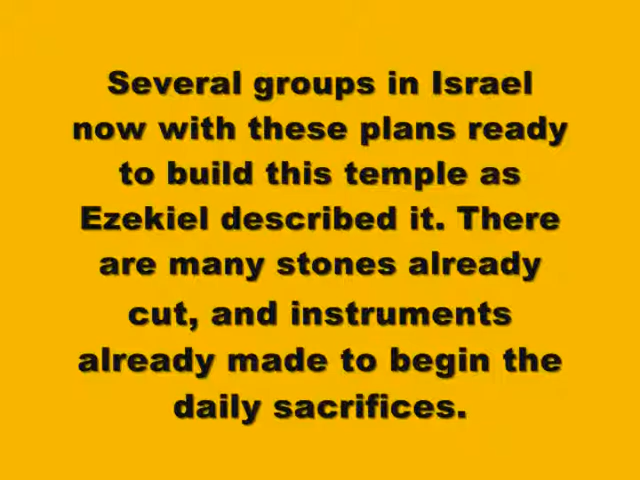 Several groups in Israel
now with these plans ready
to build this temple as
Ezekiel described it. There
are many stones already
cut, and instruments
already made to begin the
daily sacrifices.